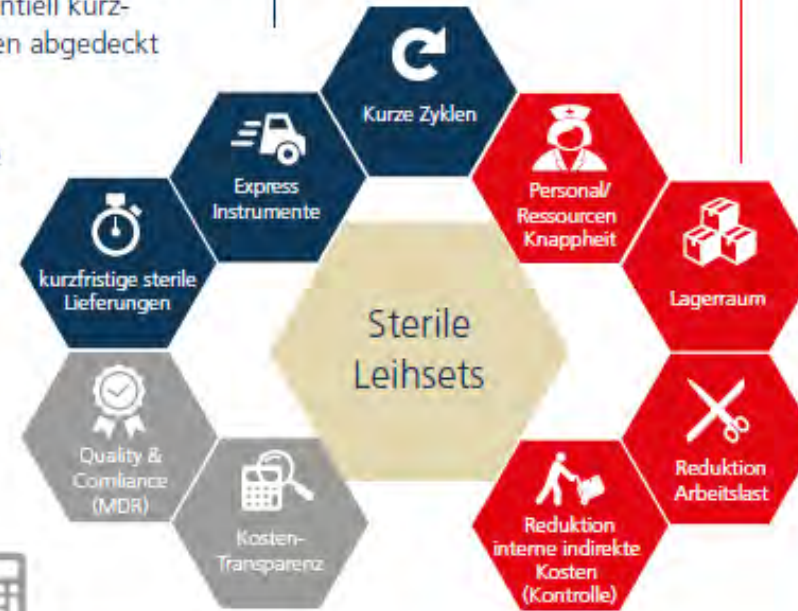 ntiell kurz-
en abgedeckt
Kurze Zyklen
Express
Instrumente
Personal/
Ressourcen
Knappheit
kurzfristige sterile
Lieferungen
Lagerraum
Sterile
Leihsets
Quality &
Comliance
(MDR)
Kosten-
Transparenz
Reduktion
Arbeitslast
Reduktion
interne indirekte
Kosten
(Kontrolle)